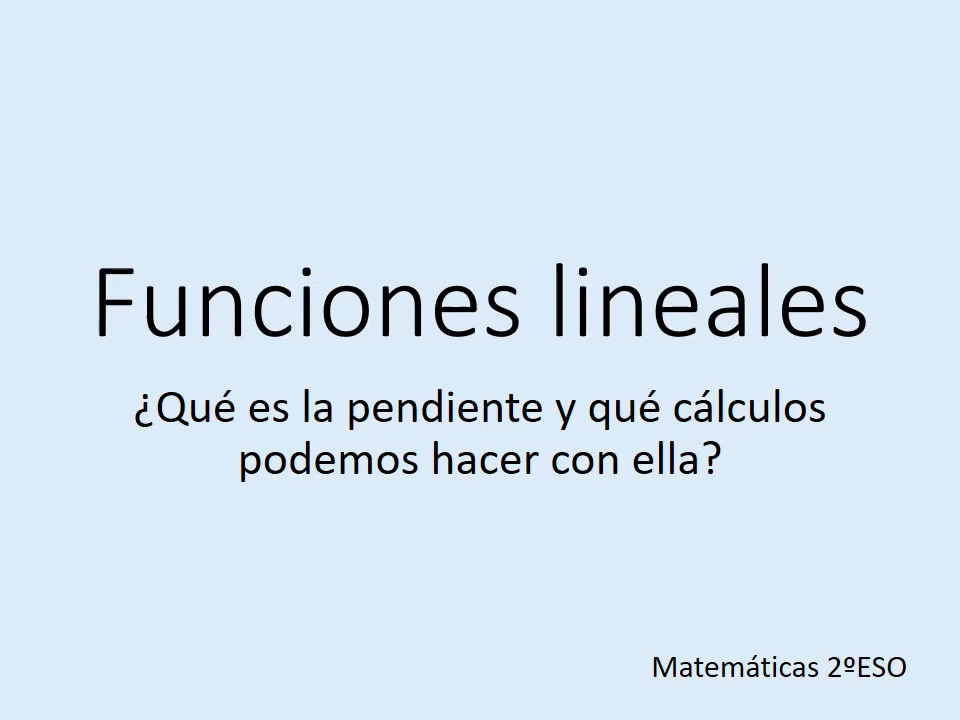 Funciones lineales
¿Qué es la pendiente y qué cálculos
podemos hacer con ella?
Matemáticas 2ºESO